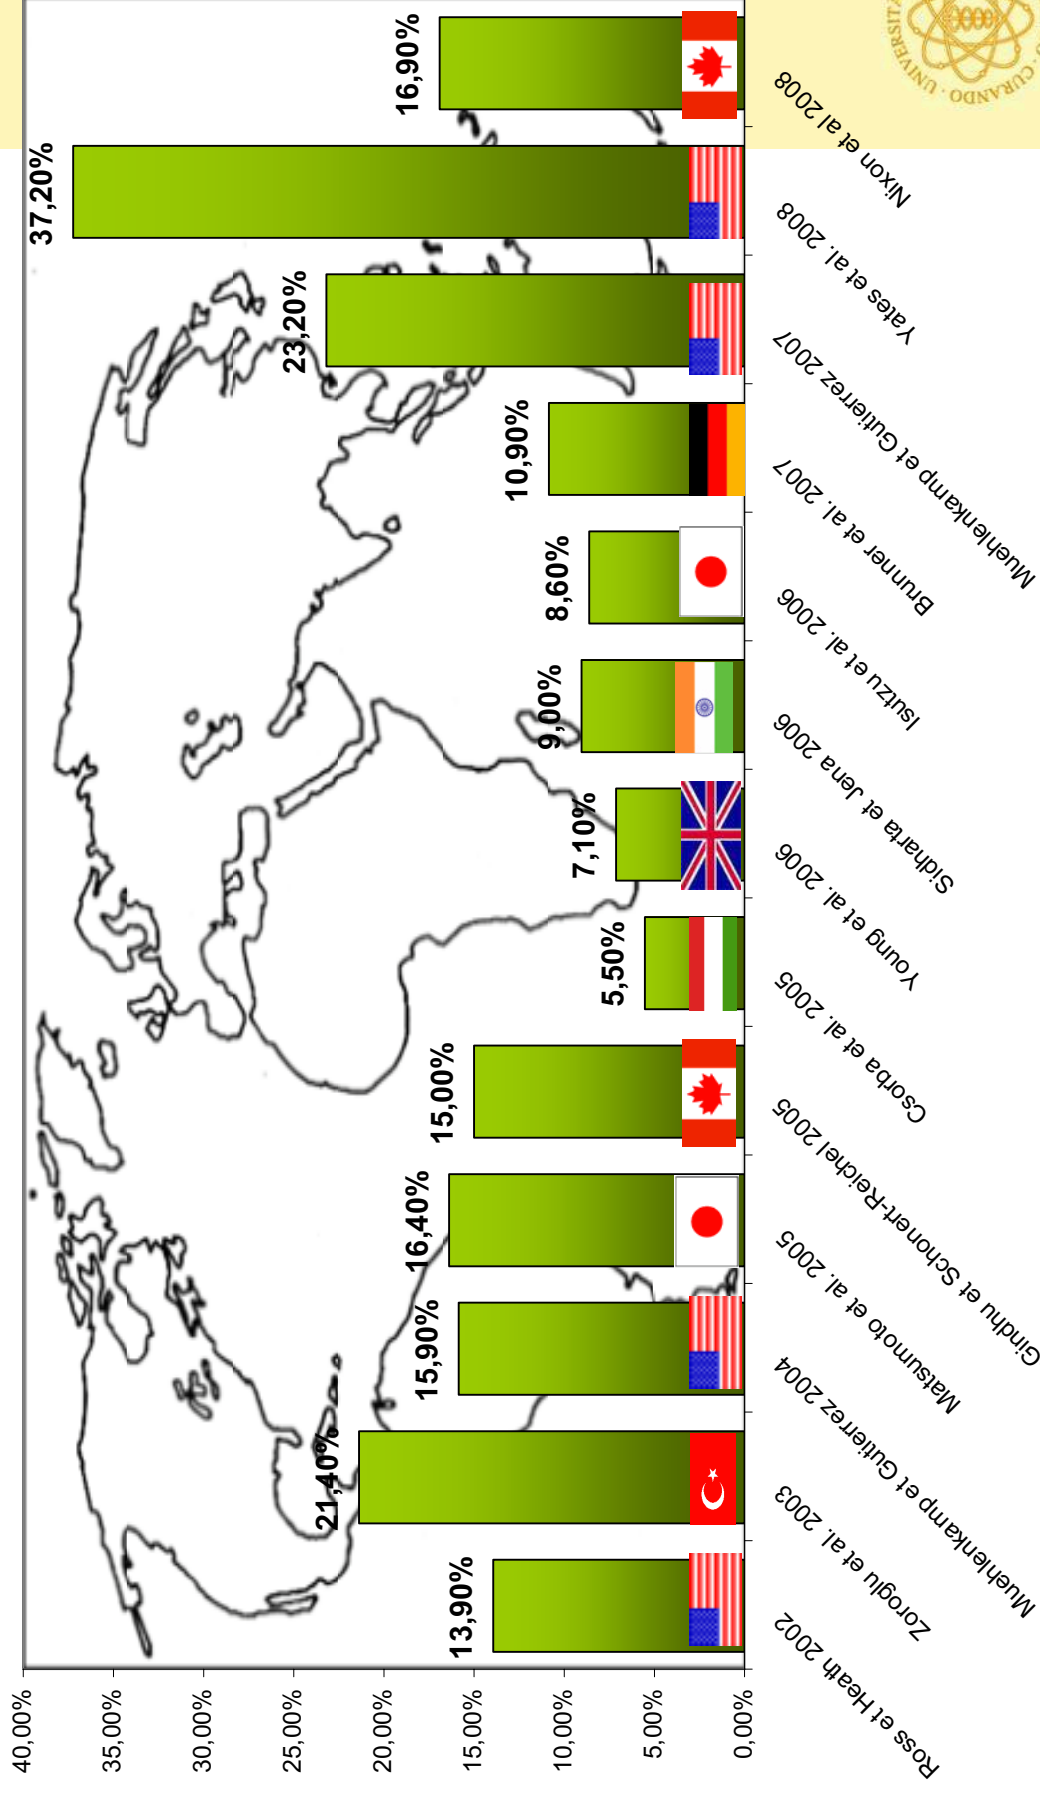 40,00%
35,00%
30,00%
25,00%
20,00%
15,00%
10,00%
5,00%
0,00%
13,90%
21,40%
15,90%
16,40%
15,00%
5,50%
7,10%
9,00%
8,60%
10,90%
23,20%
37,20%
16,90%
Ross et Heath 2002
Zoroglu et al. 2003
Muehlenkamp et Gutierrez 2004
Matsumoto et al. 2005
Gindhu et Schonert-Reichel 2005
Csorba et al. 2005
Young et al. 2006
Sidharta et Jena 2006
Isutzu et al. 2006
Brunner et al. 2007
Muehlenkamp et Gutierrez 2007
Yates et al. 2008
Nixon et al 2008
CURANDO · UNIVERSITA